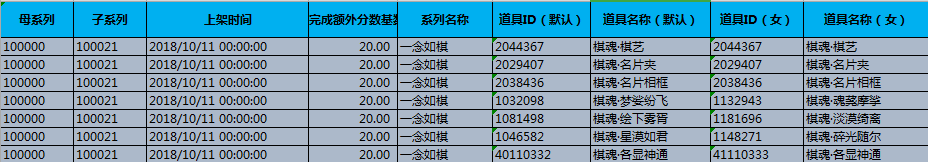 母系列 子系列 上架时间 完成额外分数基数 系列名称 道具ID（默认） 道具名称（默认） 道具ID（女） 道具名称（女）
100000 100021 2018/10/11 00:00:00 20.00 一念如棋 2044367 棋魂·棋艺 2044367 棋魂·棋艺
100000 100021 2018/10/11 00:00:00 20.00 一念如棋 2029407 棋魂·名片夹 2029407 棋魂·名片夹
100000 100021 2018/10/11 00:00:00 20.00 一念如棋 2038436 棋魂·名片相框 2038436 棋魂·名片相框
100000 100021 2018/10/11 00:00:00 20.00 一念如棋 1032098 棋魂·梦娑纷飞 1132943 棋魂·魂蒵摩挲
100000 100021 2018/10/11 00:00:00 20.00 一念如棋 1081498 棋魂·绘下雾胥 1181696 棋魂·淡漠绮离
100000 100021 2018/10/11 00:00:00 20.00 一念如棋 1046582 棋魂·星漠如君 1148271 棋魂·碎光随尔
100000 100021 2018/10/11 00:00:00 20.00 一念如棋 40110332 棋魂·各显神通 41110333 棋魂·各显神通